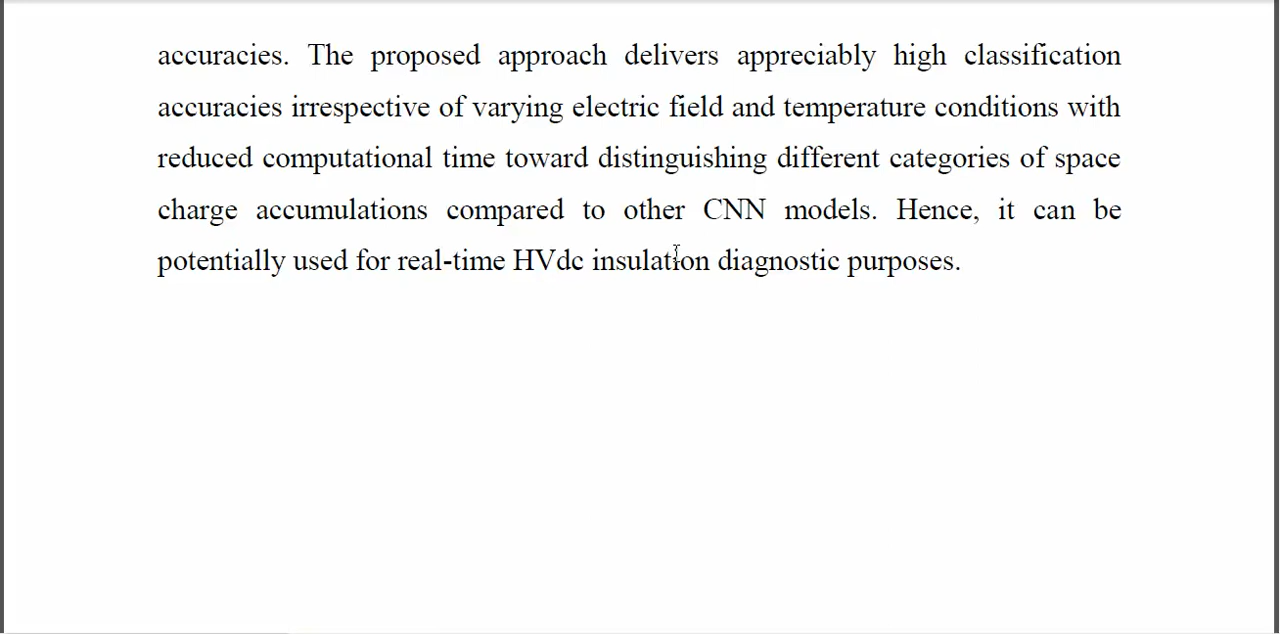 accuracies. The proposed approach delivers appreciably high classification
accuracies irrespective of varying electric field and temperature conditions with
reduced computational time toward distinguishing different categories of space
charge accumulations compared to other CNN models. Hence, it can be
potentially used for real-time HVdc insulation diagnostic purposes.